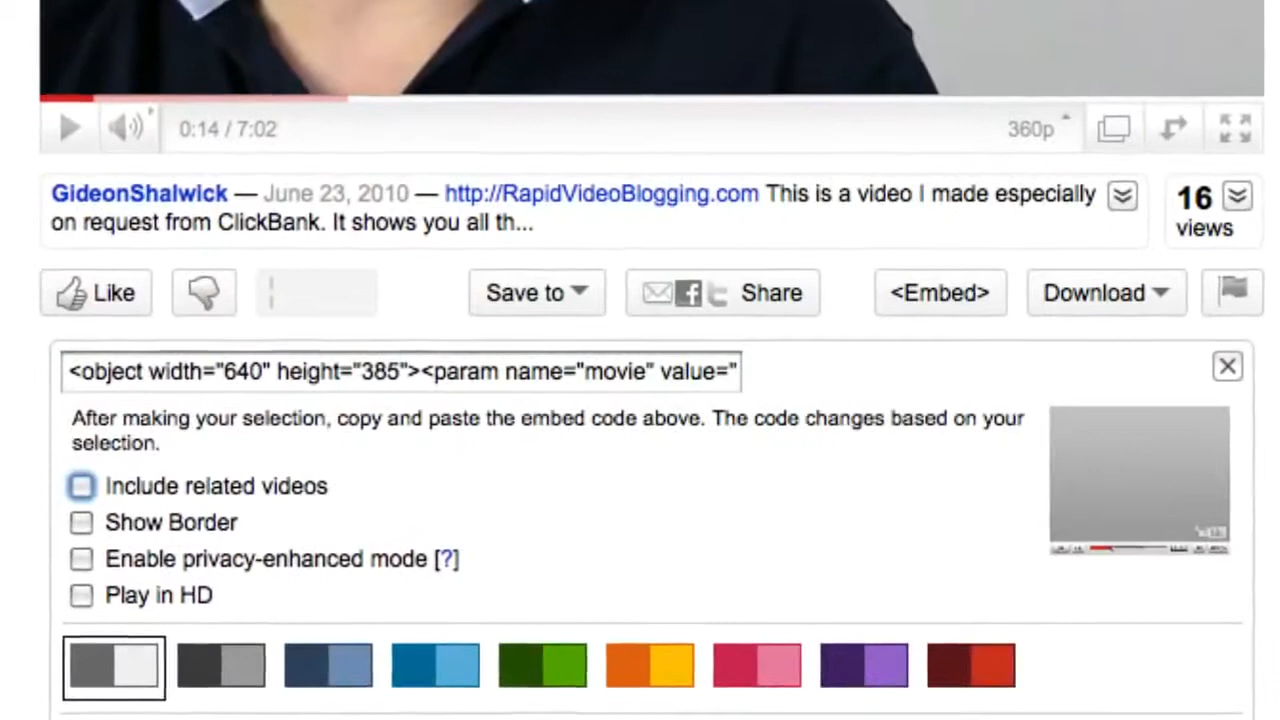 0:14 / 7:02
360p
GideonShalwick — June 23, 2010 — http://RapidVideoBlogging.com This is a video I made especially
on request from ClickBank. It shows you all th...
16
views
Like
Save to
Share
<Embed>
Download
<object width="640" height="385"><param name="movie" value="
After making your selection, copy and paste the embed code above. The code changes based on your
selection.
Include related videos
Show Border
Enable privacy-enhanced mode [?]
Play in HD